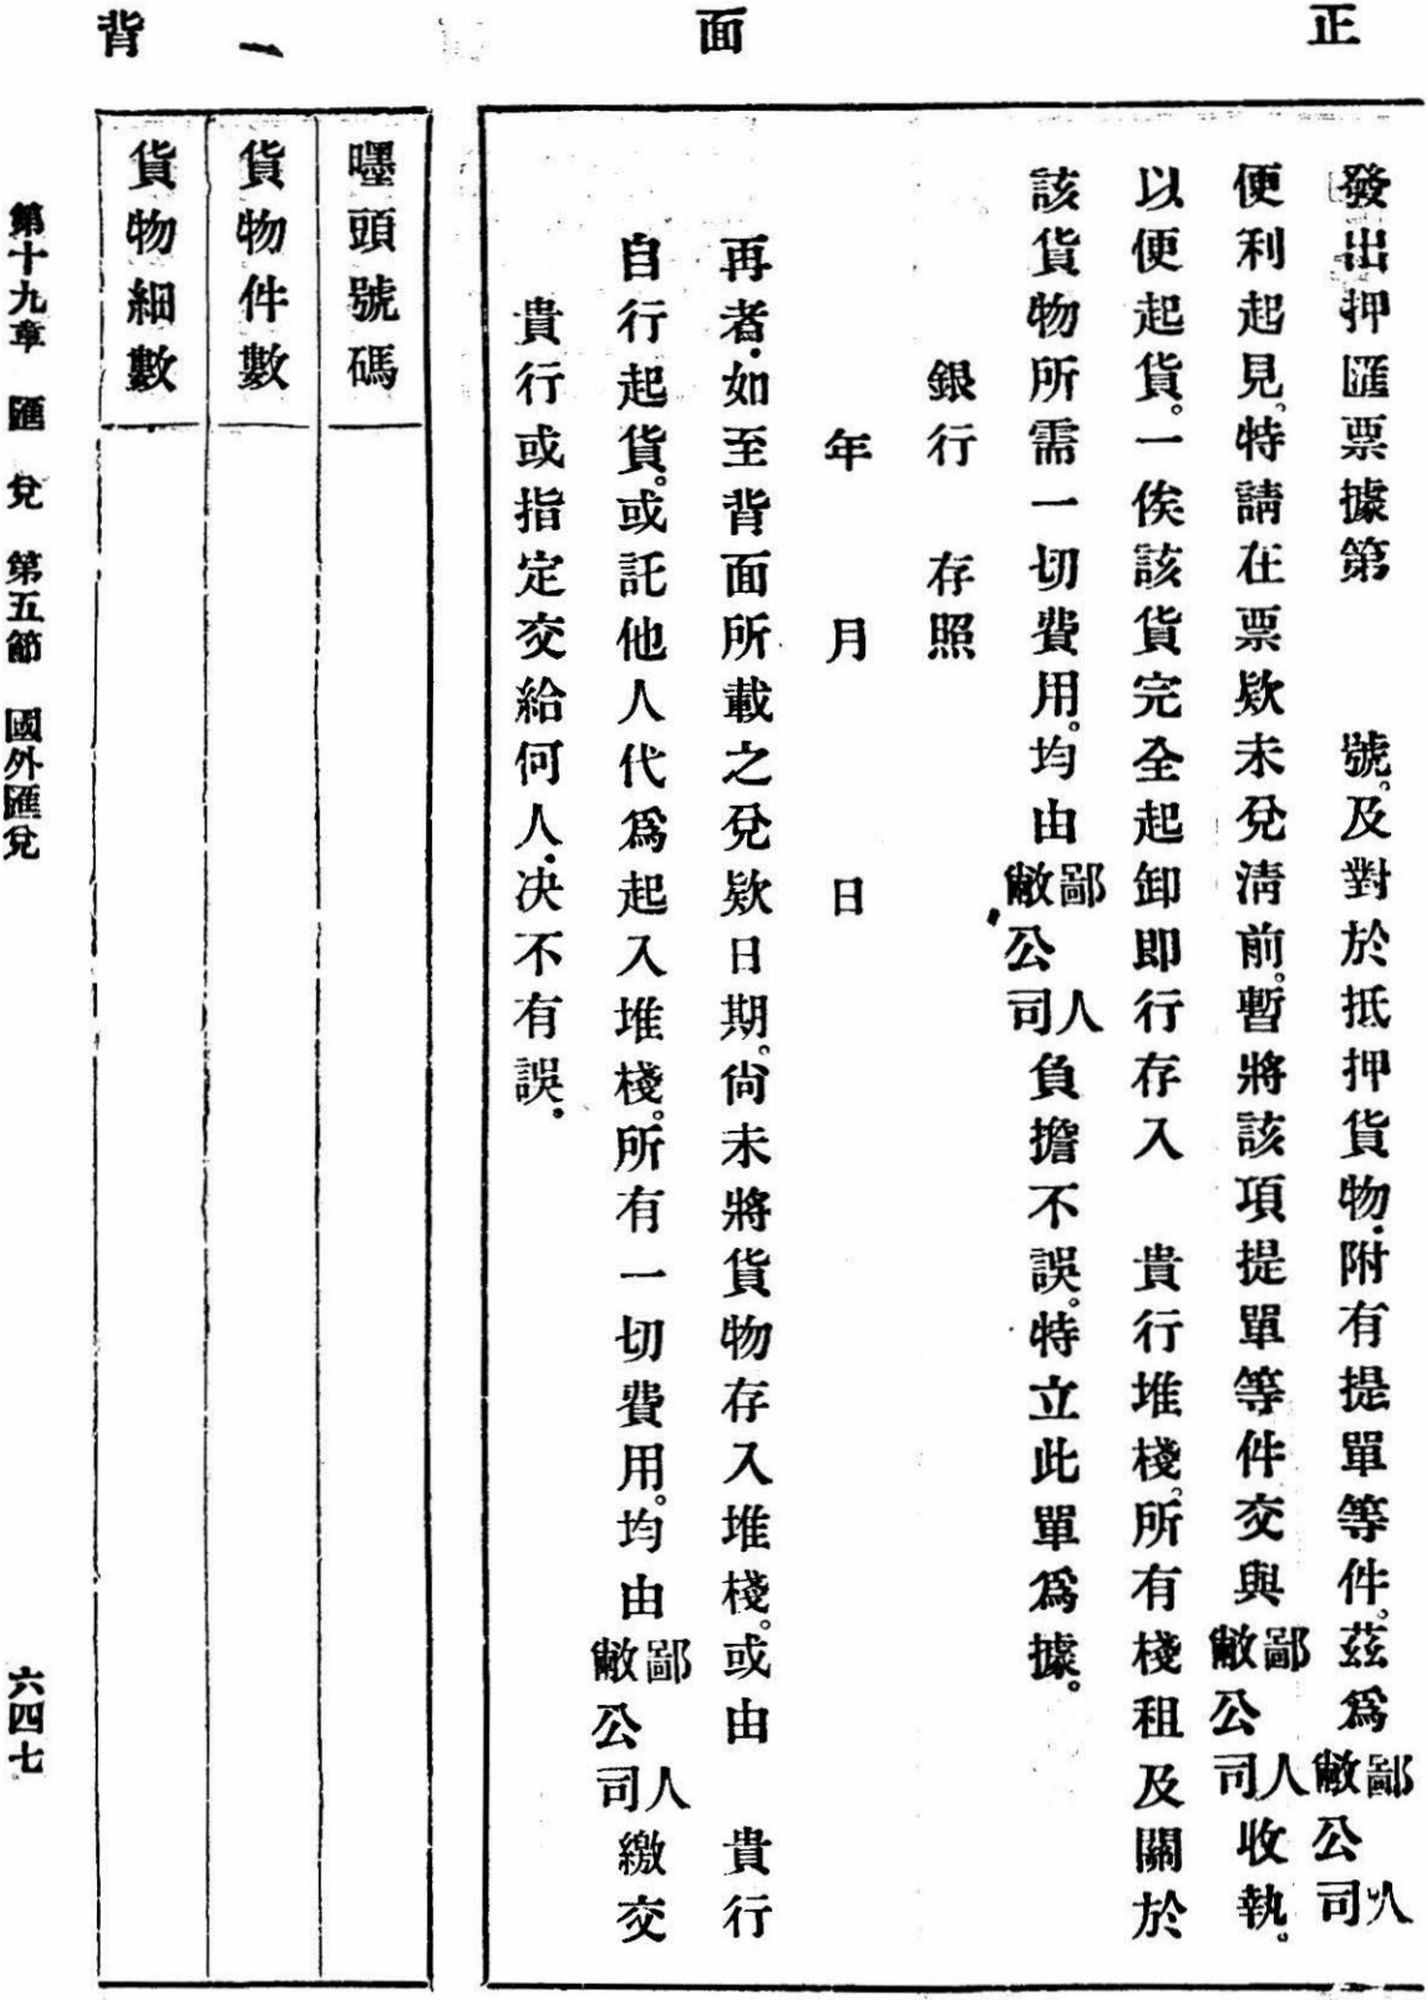 正　面
發出押匯票據第　號。及對於抵押貨物.附有提單等件。茲爲鄙人敝公司
便利起見。特請在票欵未兌淸前。暫將該項提單等件交與鄙人敝公司收執。
以便起貨。一俟該貨完全起卸即行存入　貴行堆棧。所有棧租及關於
該貨物所需一切費用。均由鄙人敝公司負擔不誤。特立此單爲據。
銀行　存照
年　月　日
再者.如至背面所載之兌欵日期。尙未將貨物存入堆棧。或由　貴行
自行起貨。或託他人代爲起入堆棧。所有一切費用。均由鄙人敝公司繳交
貴行或指定交給何人.决不有誤.
背
嘜頭號碼
貨物件數
貨物細數
第十九章　匯　兌　第五節　國外匯兌
六四七